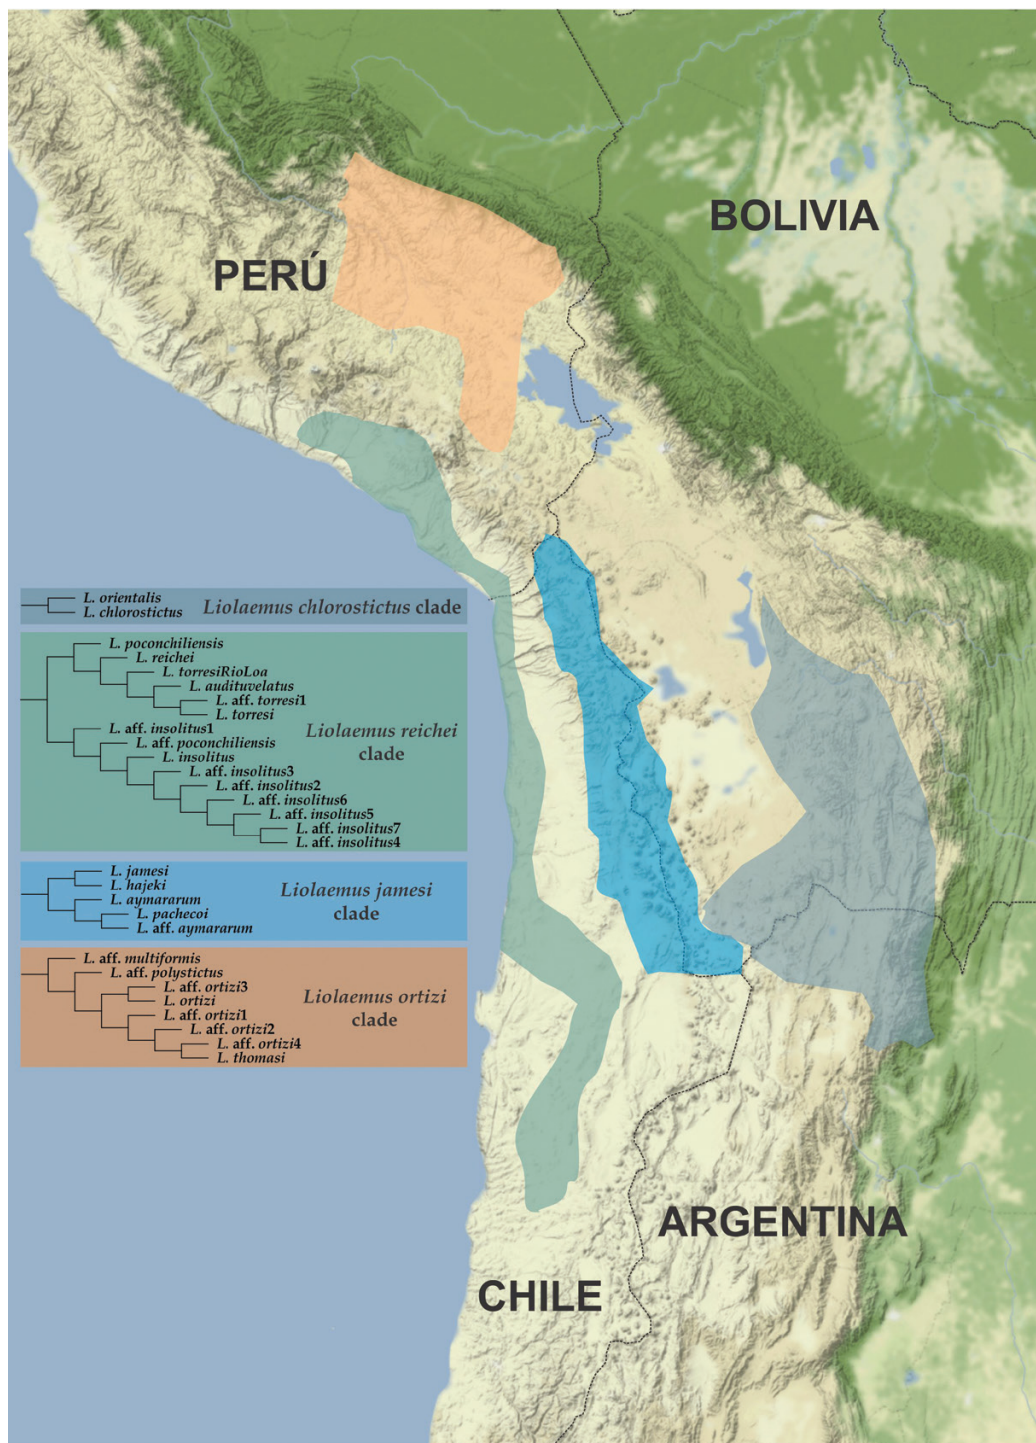 BOLIVIA
PERÚ
L. orientalis
L. chlorostictus
Liolaemus chlorostictus clade
L. poconchiliensis
L. reichei
L. torresiRioLoa
L. audituvelatus
L. aff. torresi1
L. torresi
L. aff. insolitus1
L. aff. poconchiliensis
L. insolitus
L. aff. insolitus3
L. aff. insolitus2
L. aff. insolitus6
L. aff. insolitus5
L. aff. insolitus7
L. aff. insolitus4
Liolaemus reichei
clade
L. jamesi
L. hajeki
L. aymararum
L. pachecoi
L. aff. aymararum
Liolaemus jamesi
clade
L. aff. multiformis
L. aff. polystictus
L. aff. ortizi3
L. ortizi
L. aff. ortizi1
L. aff. ortizi2
L. aff. ortizi4
L. thomasi
Liolaemus ortizi
clade
ARGENTINA
CHILE